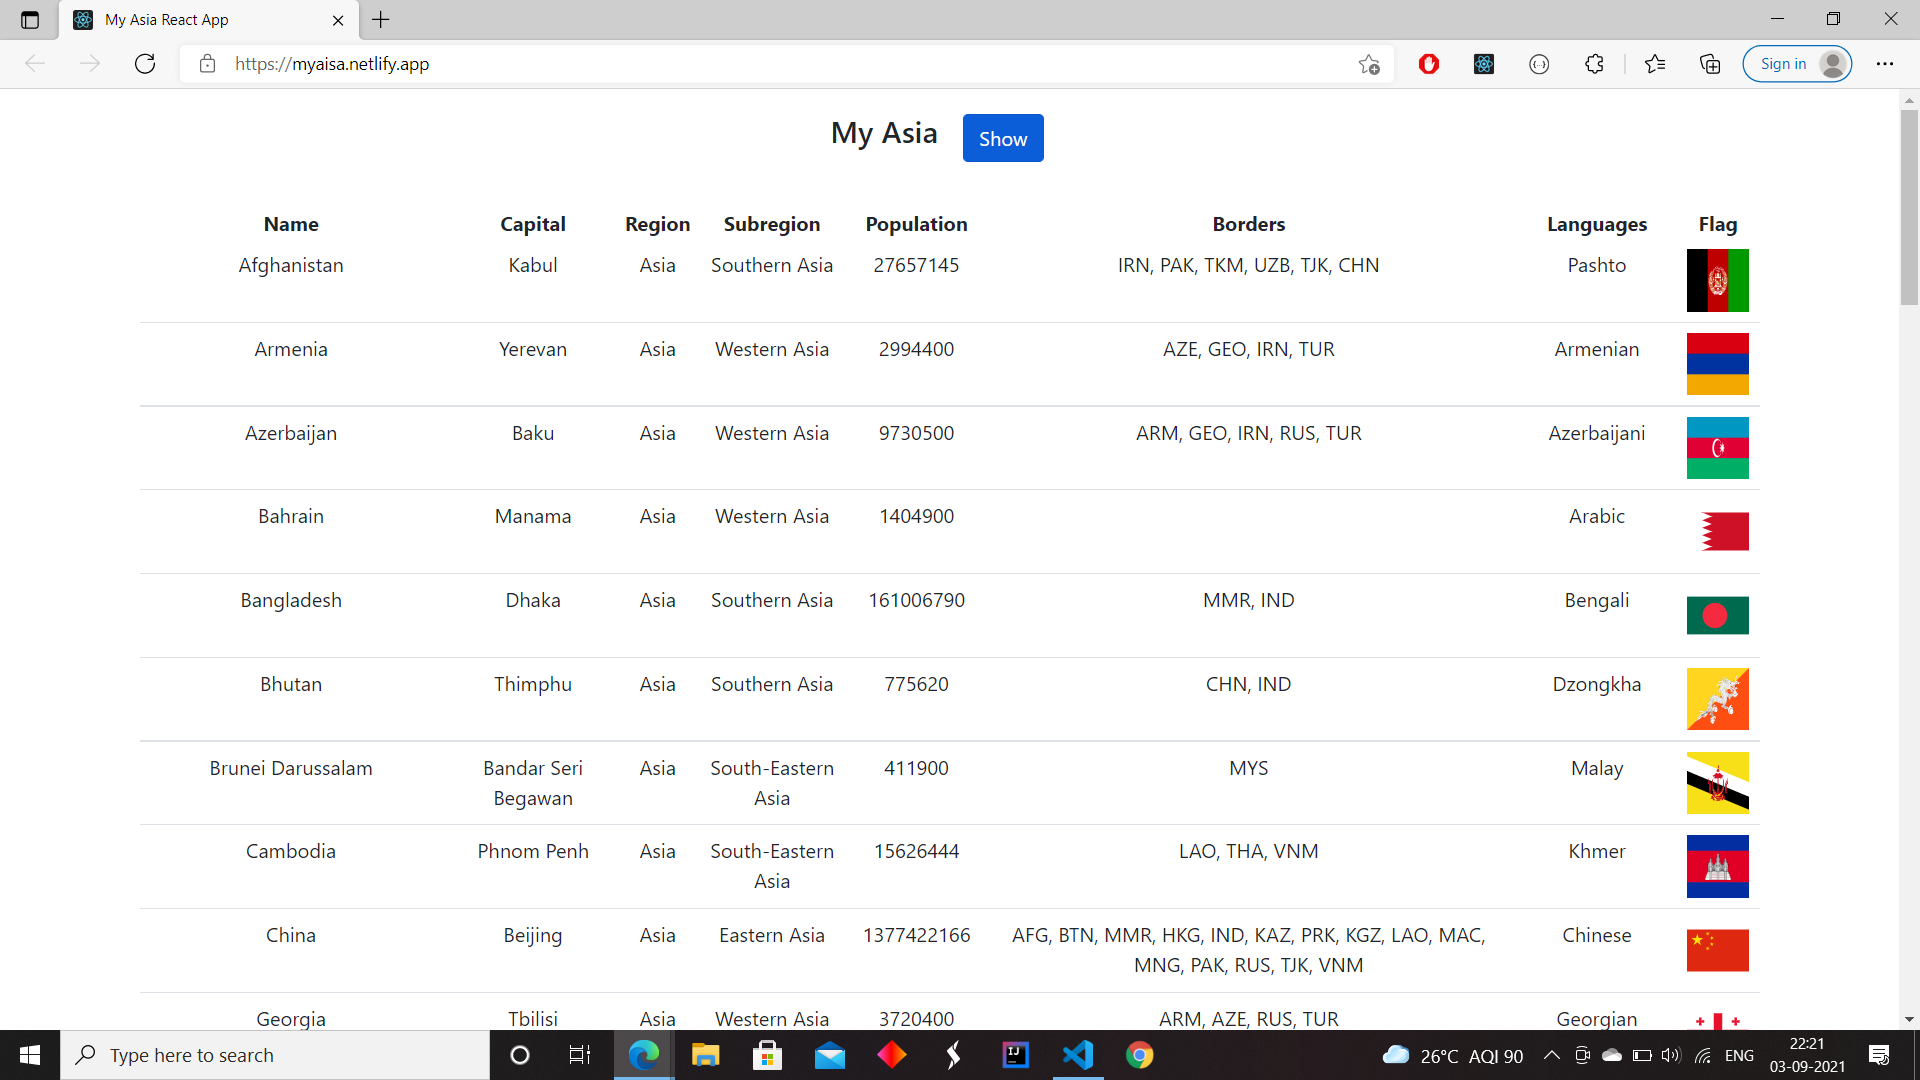 My Asia React App
https://myaisa.netlify.app
Sign in
My Asia Show
Name Capital Region Subregion Population Borders Languages Flag
Afghanistan Kabul Asia Southern Asia 27657145 IRN, PAK, TKM, UZB, TJK, CHN Pashto
Armenia Yerevan Asia Western Asia 2994400 AZE, GEO, IRN, TUR Armenian
Azerbaijan Baku Asia Western Asia 9730500 ARM, GEO, IRN, RUS, TUR Azerbaijani
Bahrain Manama Asia Western Asia 1404900 Arabic
Bangladesh Dhaka Asia Southern Asia 161006790 MMR, IND Bengali
Bhutan Thimphu Asia Southern Asia 775620 CHN, IND Dzongkha
Brunei Darussalam Bandar Seri Asia South-Eastern 411900 MYS Malay
Begawan Asia
Cambodia Phnom Penh Asia South-Eastern 15626444 LAO, THA, VNM Khmer
Asia
China Beijing Asia Eastern Asia 1377422166 AFG, BTN, MMR, HKG, IND, KAZ, PRK, KGZ, LAO, MAC, Chinese
MNG, PAK, RUS, TJK, VNM
Georgia Tbilisi Asia Western Asia 3720400 ARM, AZE, RUS, TUR Georgian
Type here to search
IJ
26°C AQI 90
ENG
22:21
03-09-2021